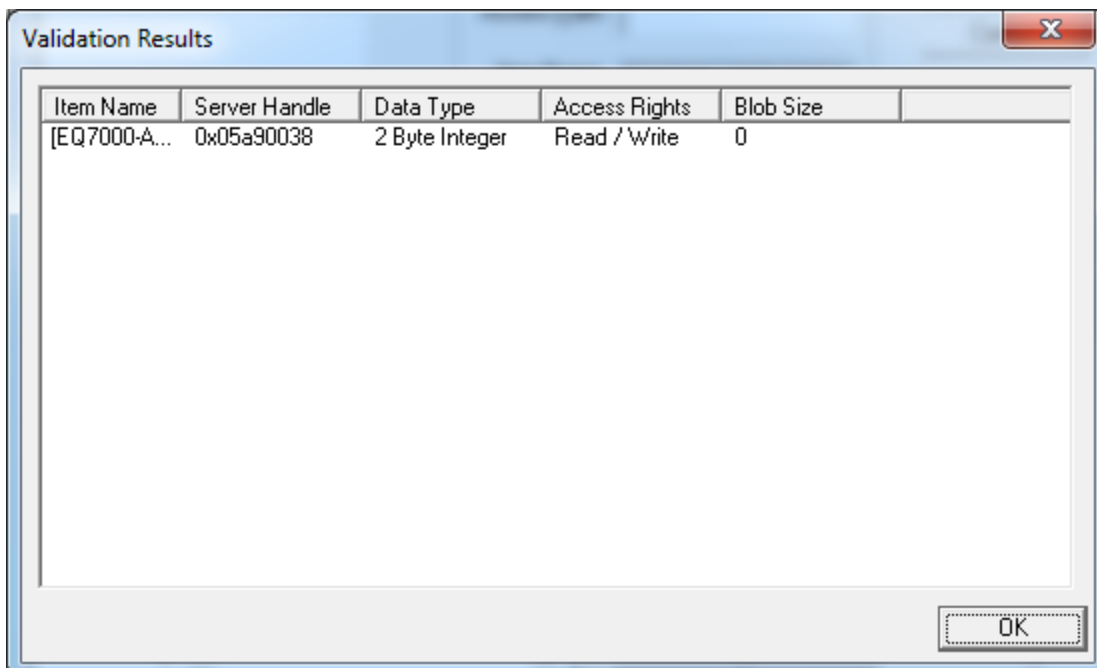 Validation Results
Item Name Server Handle Data Type Access Rights Blob Size
[EQ7000-A... 0x05a90038 2 Byte Integer Read / Write 0
OK